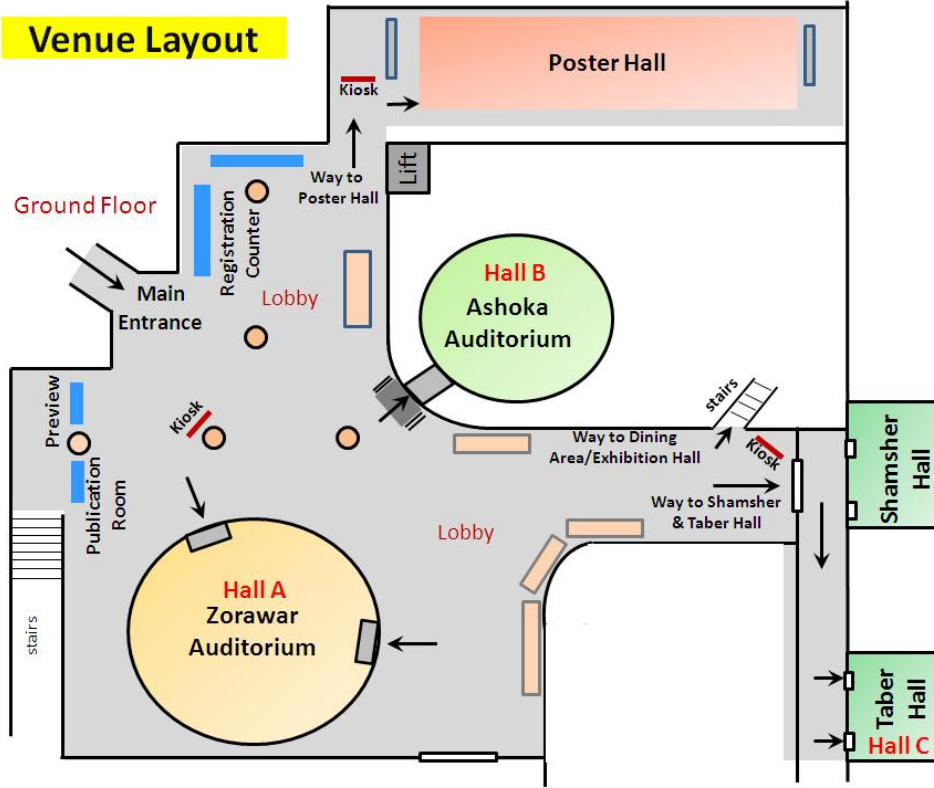 Venue Layout
Poster Hall
Kiosk
Lift
Way to
Poster Hall
Ground Floor
Registration
Counter
Hall B
Ashoka
Auditorium
Main
Entrance
Lobby
Preview
Kiosk
stairs
Way to Dining
Area/Exhibition Hall
Kiosk
Shamsher
Hall
Publication
Room
Way to Shamsher
& Taber Hall
Lobby
Hall A
Zorawar
Auditorium
stairs
Taber
Hall
Hall C